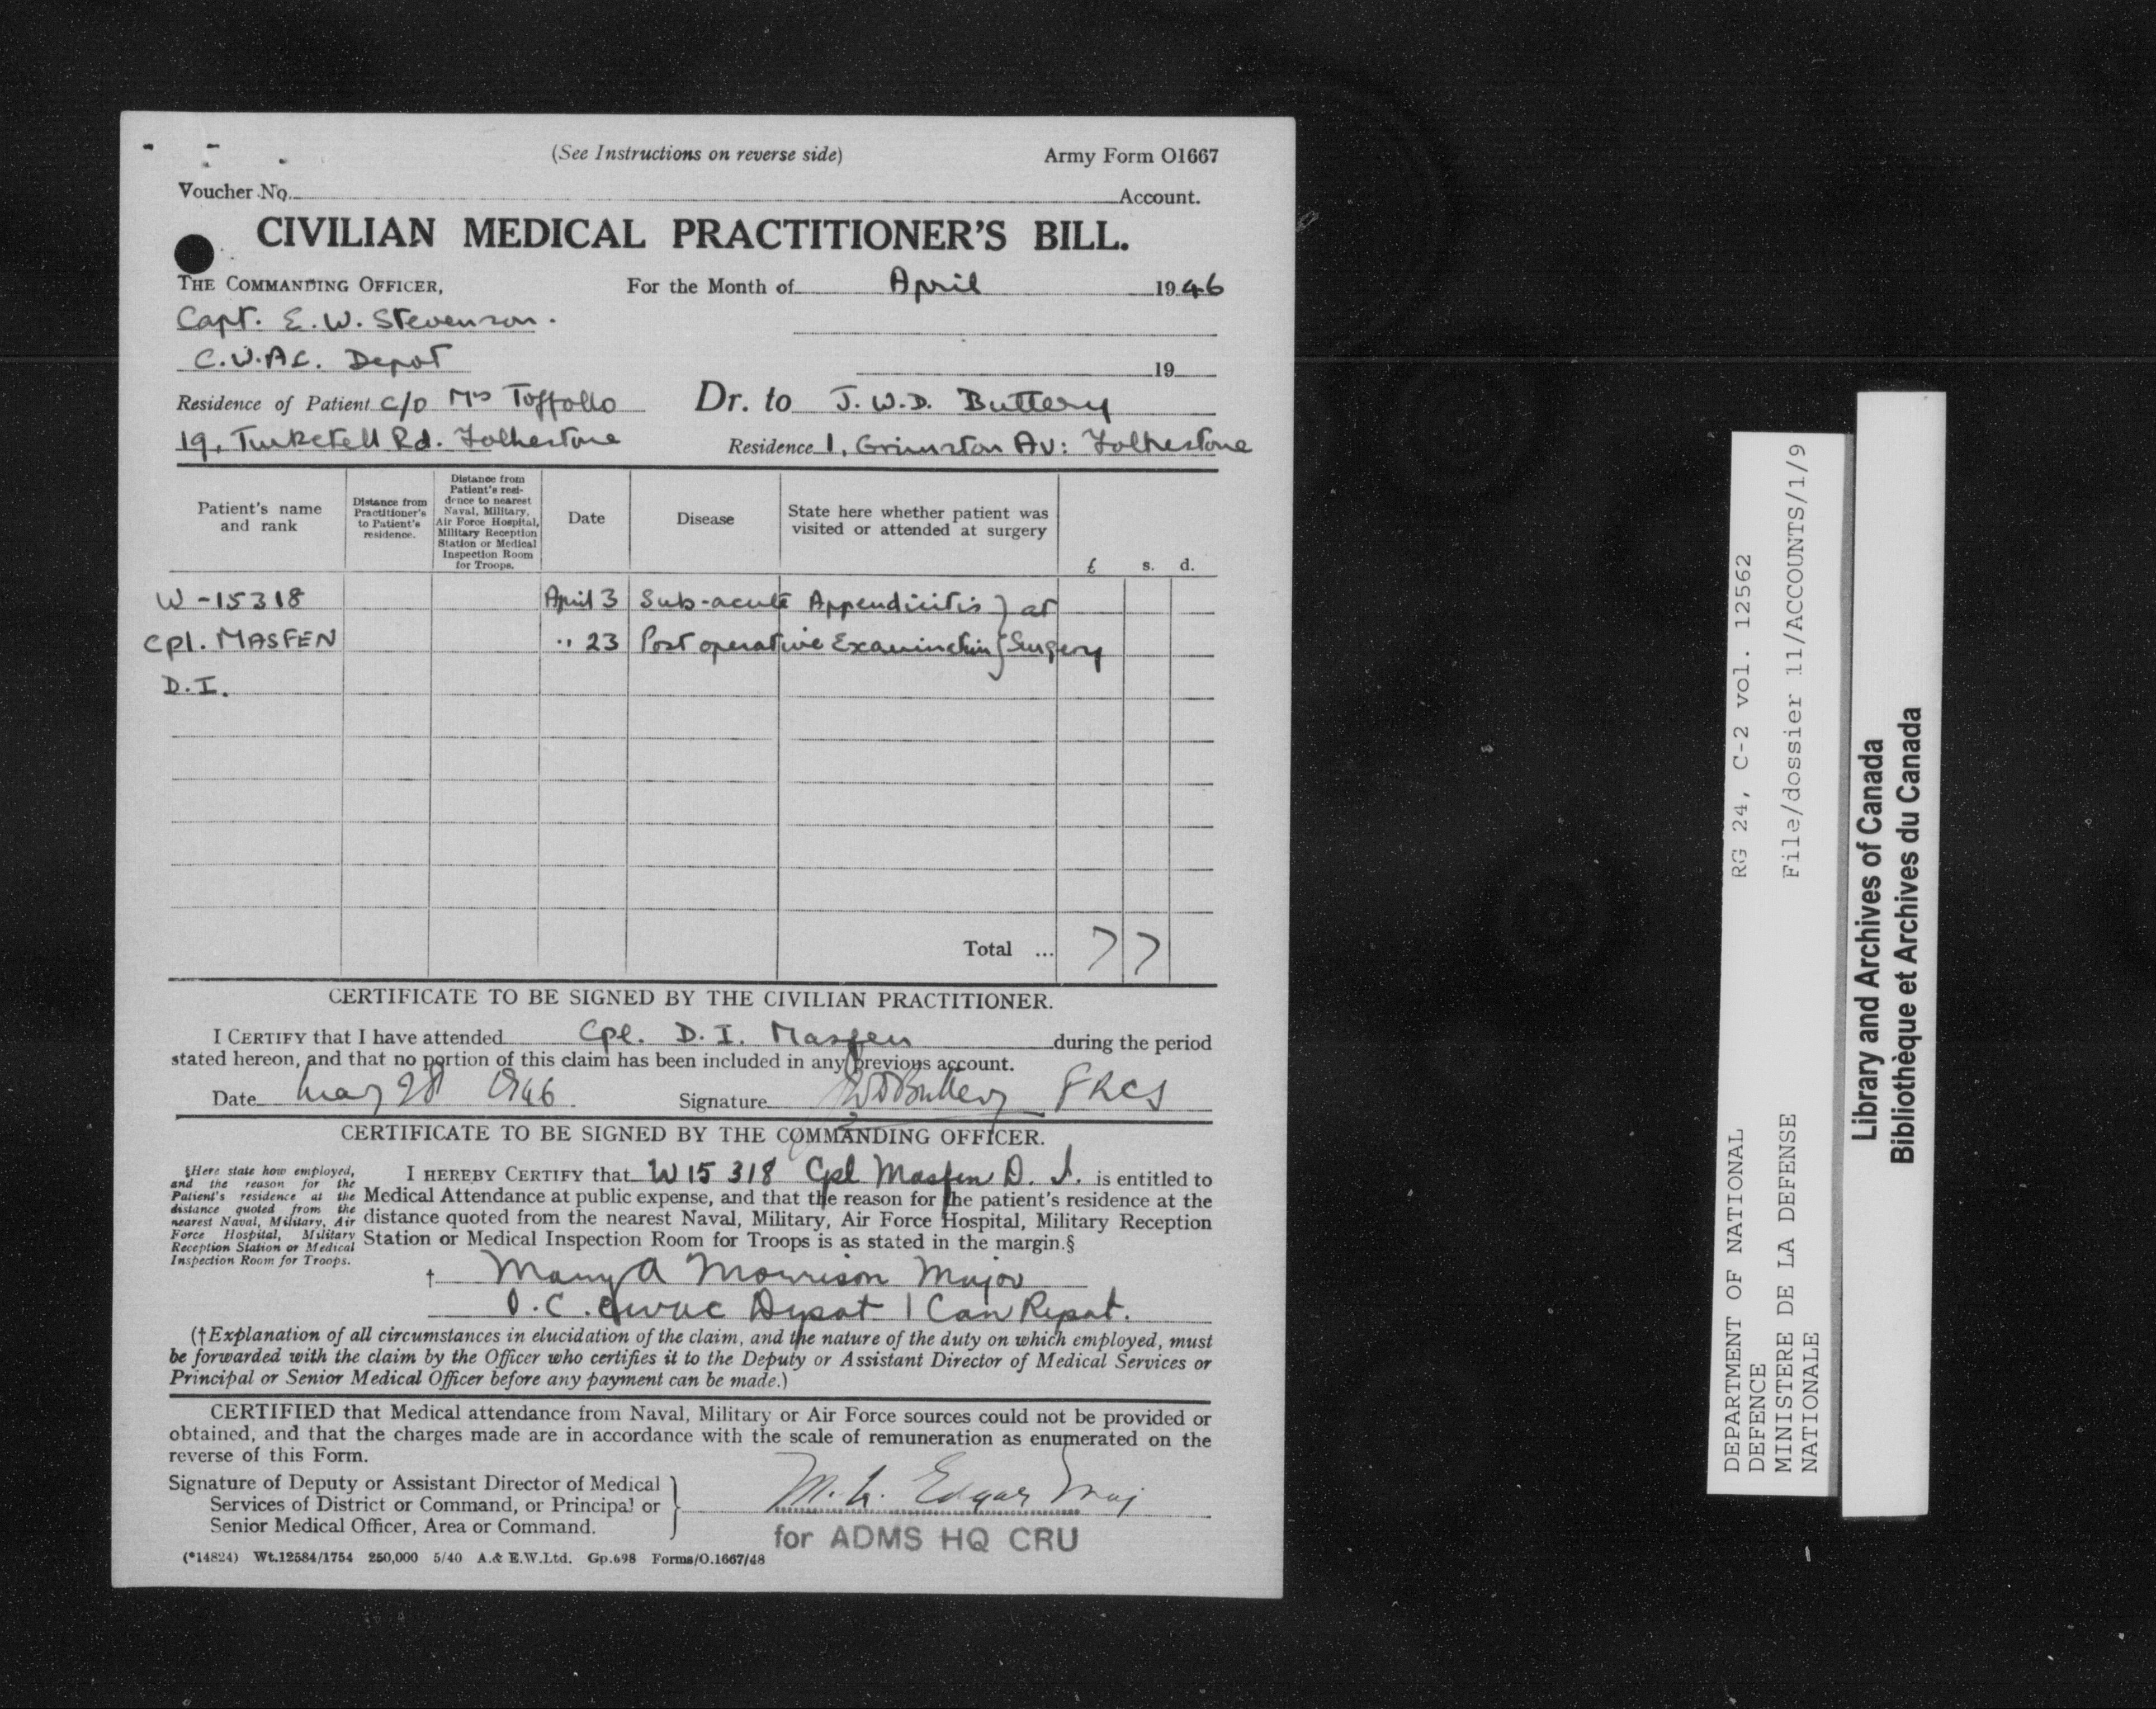 (See Instructions on reverse side) Army Form O1667
Voucher No. Account.
CIVILIAN MEDICAL PRACTITIONER'S BILL.
THE COMMANDING OFFICER, For the Month of April 1946
Capt. E. W. Stevenson.
C.W.A.C. Depot 19
Residence of Patient c/o Mrs Toffollo Dr. to J. W. D. Buttery
19, Turketell Rd. Folkestone Residence 1, Grimston Av: Folkestone
Patient's name and rank
Distance from Practitioner's to Patient's residence.
Distance from Patient's resi-dence to nearest Naval, Military, Air Force Hospital, Military Reception Station or Medical Inspection Room for Troops.
Date
Disease
State here whether patient was visited or attended at surgery
£ s. d.
W-15318 April 3 Sub-acute Appendicitis } at
Cpl. MASFEN " 23 Post operative Examination } Surgery
D.I.
Total ... 7 7
CERTIFICATE TO BE SIGNED BY THE CIVILIAN PRACTITIONER.
I CERTIFY that I have attended Cpl. D. I. Masfen during the period
stated hereon, and that no portion of this claim has been included in any previous account.
Date May 28 1946 Signature JWDButtery FRCS
CERTIFICATE TO BE SIGNED BY THE COMMANDING OFFICER.
§Here state how employed,
and the reason for the
Patient's residence at the
distance quoted from the
nearest Naval, Military, Air
Force Hospital, Military
Reception Station or Medical
Inspection Room for Troops.
I HEREBY CERTIFY that W15318 Cpl Masfen D. I. is entitled to
Medical Attendance at public expense, and that the reason for the patient's residence at the
distance quoted from the nearest Naval, Military, Air Force Hospital, Military Reception
Station or Medical Inspection Room for Troops is as stated in the margin.§
† Mary A Morrison Major
O.C. CWAC Depot 1 Can Repat.
(†Explanation of all circumstances in elucidation of the claim, and the nature of the duty on which employed, must
be forwarded with the claim by the Officer who certifies it to the Deputy or Assistant Director of Medical Services or
Principal or Senior Medical Officer before any payment can be made.)
CERTIFIED that Medical attendance from Naval, Military or Air Force sources could not be provided or
obtained, and that the charges made are in accordance with the scale of remuneration as enumerated on the
reverse of this Form.
Signature of Deputy or Assistant Director of Medical
Services of District or Command, or Principal or
Senior Medical Officer, Area or Command.
Edgar Maj
for ADMS HQ CRU
(*14824) Wt.12584/1754 250,000 5/40 A.& E.W.Ltd. Gp.698 Forms/O.1667/48
DEPARTMENT OF NATIONAL DEFENCE RG 24, C-2 vol. 12562
MINISTERE DE LA DEFENSE NATIONALE File/dossier 11/ACCOUNTS/1/9
Library and Archives of Canada
Bibliothèque et Archives du Canada